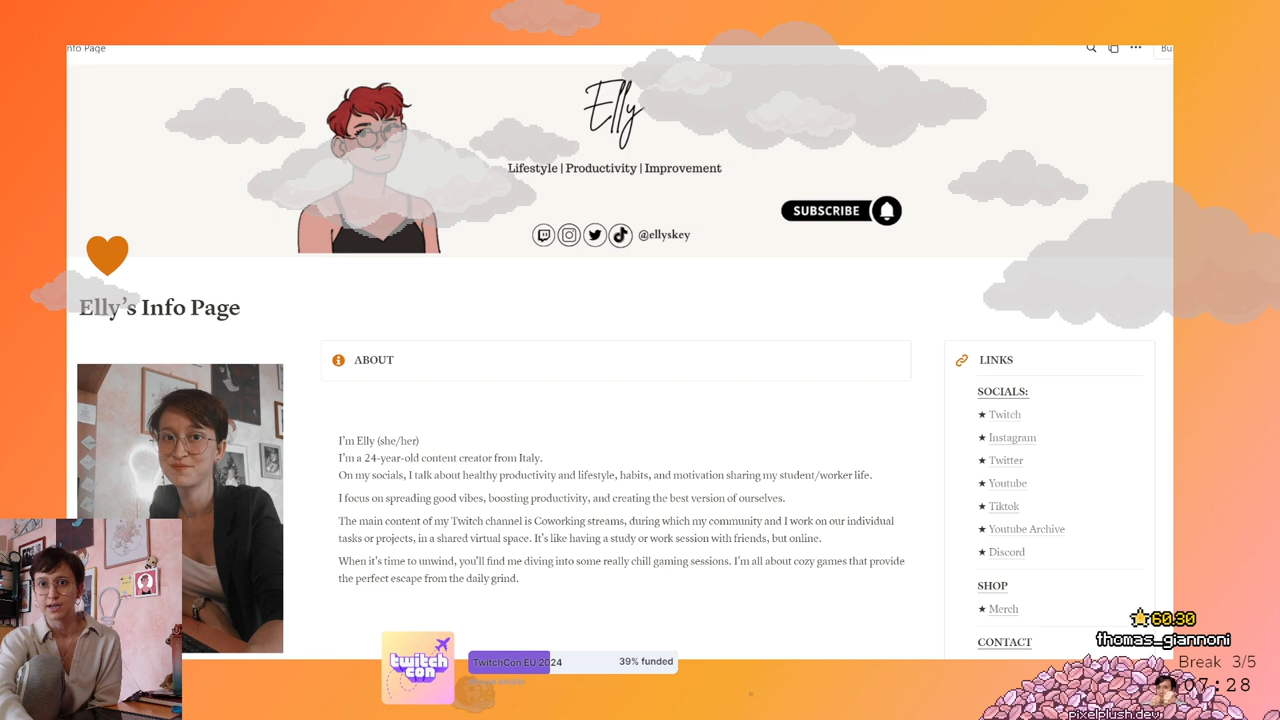 nfo Page
Bu
Elly
Lifestyle | Productivity | Improvement
SUBSCRIBE
@ellyskey
Elly's Info Page
ABOUT
I'm Elly (she/her)
I'm a 24-year-old content creator from Italy.
On my socials, I talk about healthy productivity and lifestyle, habits, and motivation sharing my student/worker life.
I focus on spreading good vibes, boosting productivity, and creating the best version of ourselves.
The main content of my Twitch channel is Coworking streams, during which my community and I work on our individual
tasks or projects, in a shared virtual space. It's like having a study or work session with friends, but online.
When it's time to unwind, you'll find me diving into some really chill gaming sessions. I'm all about cozy games that provide
the perfect escape from the daily grind.
LINKS
SOCIALS:
★ Twitch
★ Instagram
★ Twitter
★ Youtube
★ Tiktok
★ Youtube Archive
★ Discord
SHOP
★ Merch
CONTACT
twitch
con
TwitchCon EU 2024
39% funded
60.30
thomas_giannoni
Break 3/5
07:28
pixelplush.dev